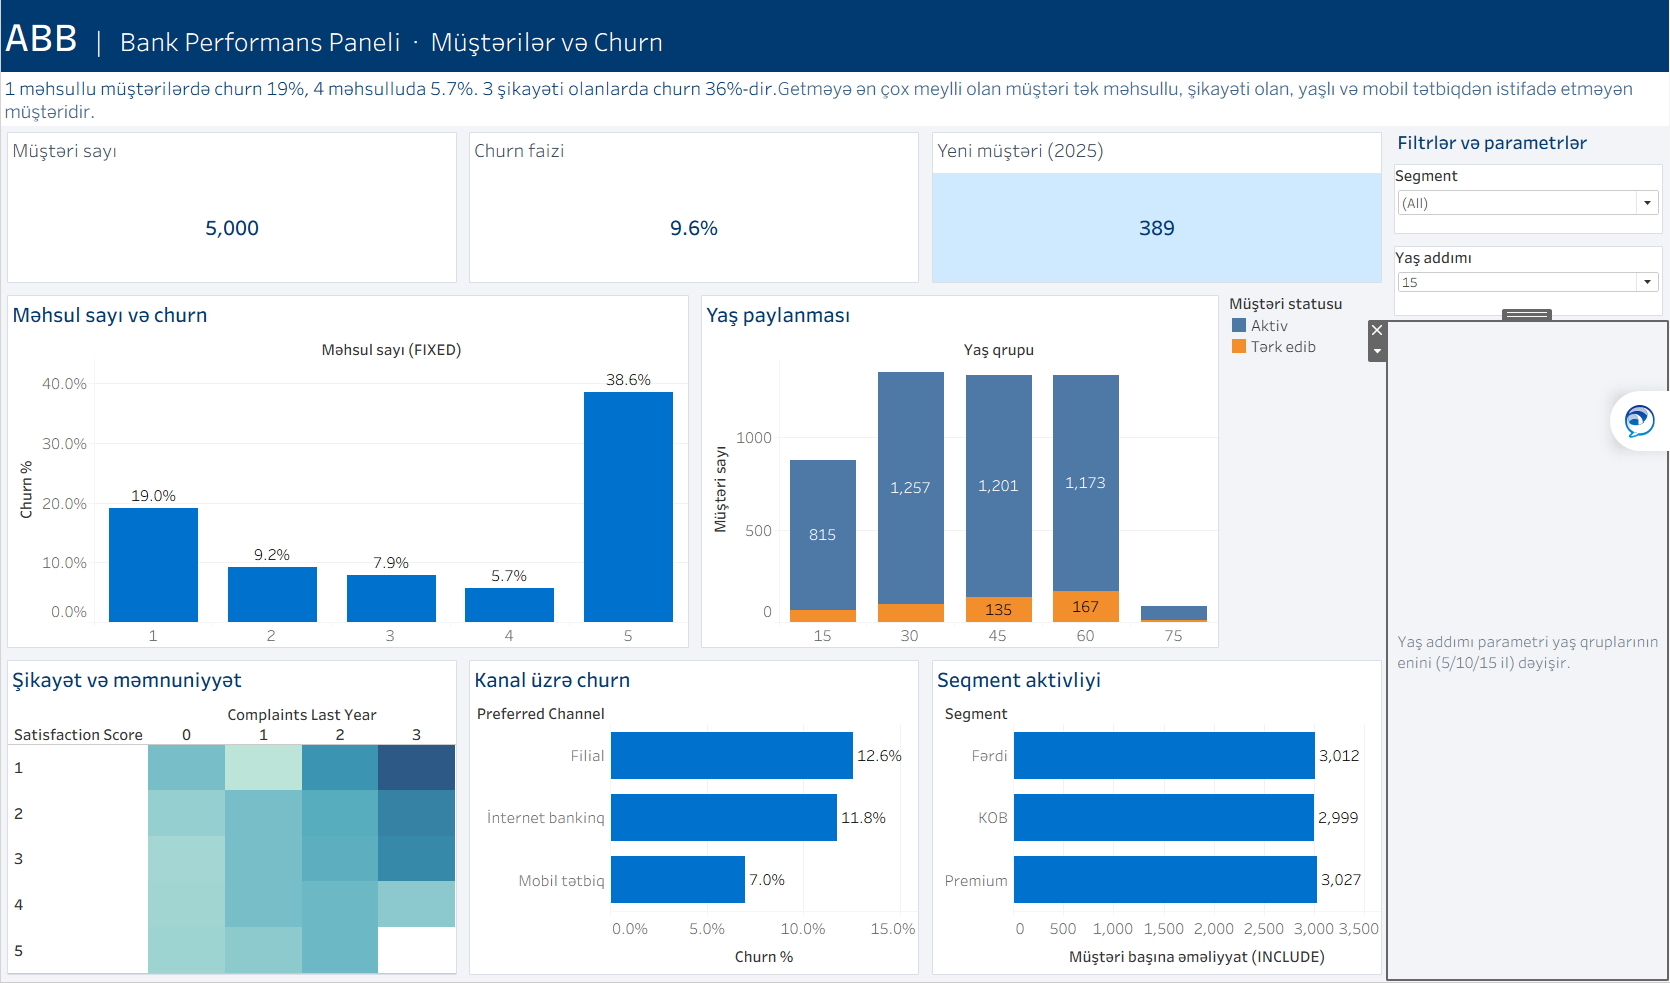 ABB | Bank Performans Paneli · Müştərilər və Churn
1 məhsullu müştərilərdə churn 19%, 4 məhsulluda 5.7%. 3 şikayəti olanlarda churn 36%-dir.Getməyə ən çox meylli olan müştəri tək məhsullu, şikayəti olan, yaşlı və mobil tətbiqdən istifadə etməyən
müştəridir.
Müştəri sayı
5,000
Churn faizi
9.6%
Yeni müştəri (2025)
389
Filtrlər və parametrlər
Segment
(All)
Yaş addımı
15
Məhsul sayı və churn
Məhsul sayı (FIXED)
Churn %
40.0%
30.0%
20.0%
10.0%
0.0%
19.0%
9.2%
7.9%
5.7%
38.6%
1 2 3 4 5
Yaş paylanması
Yaş qrupu
Müştəri sayı
1000
500
0
815
1,257
1,201
1,173
135
167
15 30 45 60 75
Müştəri statusu
Aktiv
Tərk edib
Yaş addımı parametri yaş qruplarının
enini (5/10/15 il) dəyişir.
Şikayət və məmnuniyyət
Complaints Last Year
Satisfaction Score 0 1 2 3
1
2
3
4
5
Kanal üzrə churn
Preferred Channel
Filial 12.6%
İnternet bankinq 11.8%
Mobil tətbiq 7.0%
0.0% 5.0% 10.0% 15.0%
Churn %
Seqment aktivliyi
Segment
Fərdi 3,012
KOB 2,999
Premium 3,027
0 500 1,000 1,500 2,000 2,500 3,000 3,500
Müştəri başına əməliyyat (INCLUDE)